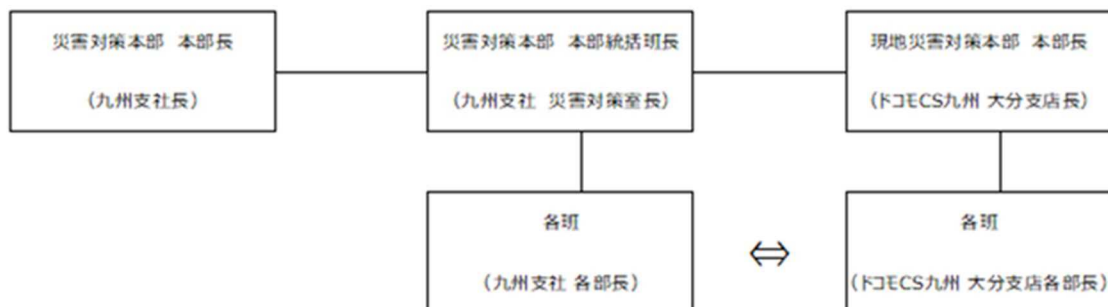 災害対策本部 本部長
（九州支社長）
災害対策本部 本部統括班長
（九州支社 災害対策室長）
現地災害対策本部 本部長
（ドコモCS九州 大分支店長）
各班
（九州支社 各部長）
⇔
各班
（ドコモCS九州 大分支店各部長）